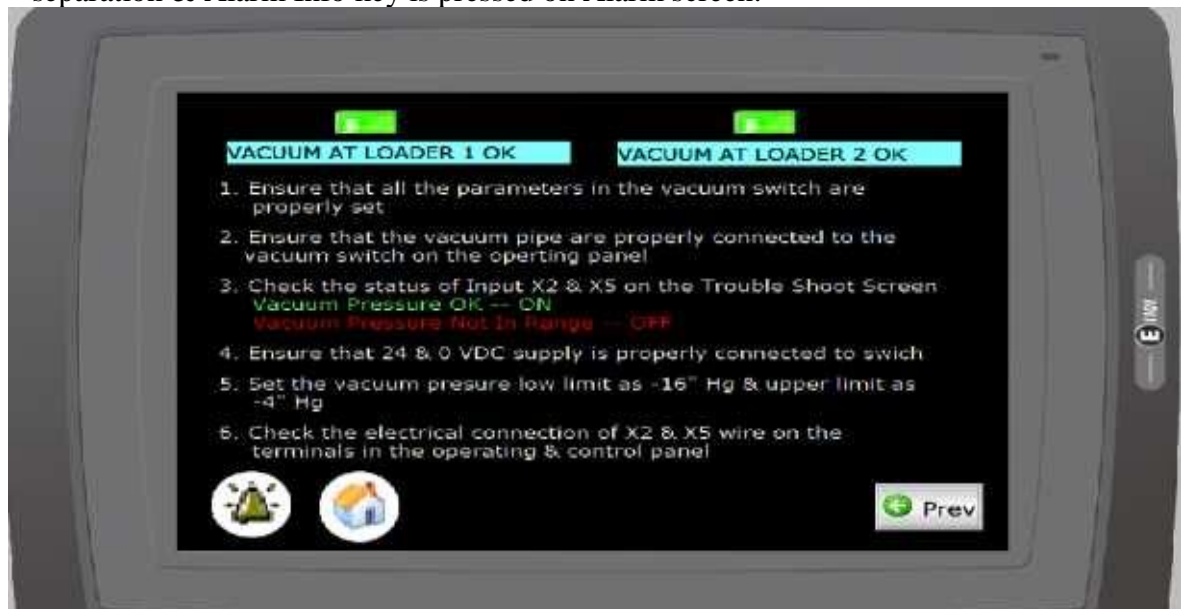 separation & Alarm Info key is pressed on Alarm screen.
VACUUM AT LOADER 1 OK
VACUUM AT LOADER 2 OK
1. Ensure that all the parameters in the vacuum switch are
properly set
2. Ensure that the vacuum pipe are properly connected to the
vacuum switch on the operting panel
3. Check the status of Input X2 & X5 on the Trouble Shoot Screen
Vacuum Pressure OK -- ON
Vacuum Pressure Not In Range -- OFF
4. Ensure that 24 & 0 VDC supply is properly connected to swich
5. Set the vacuum presure low limit as -16" Hg & upper limit as
-4" Hg
6. Check the electrical connection of X2 & X5 wire on the
terminals in the operating & control panel
Prev